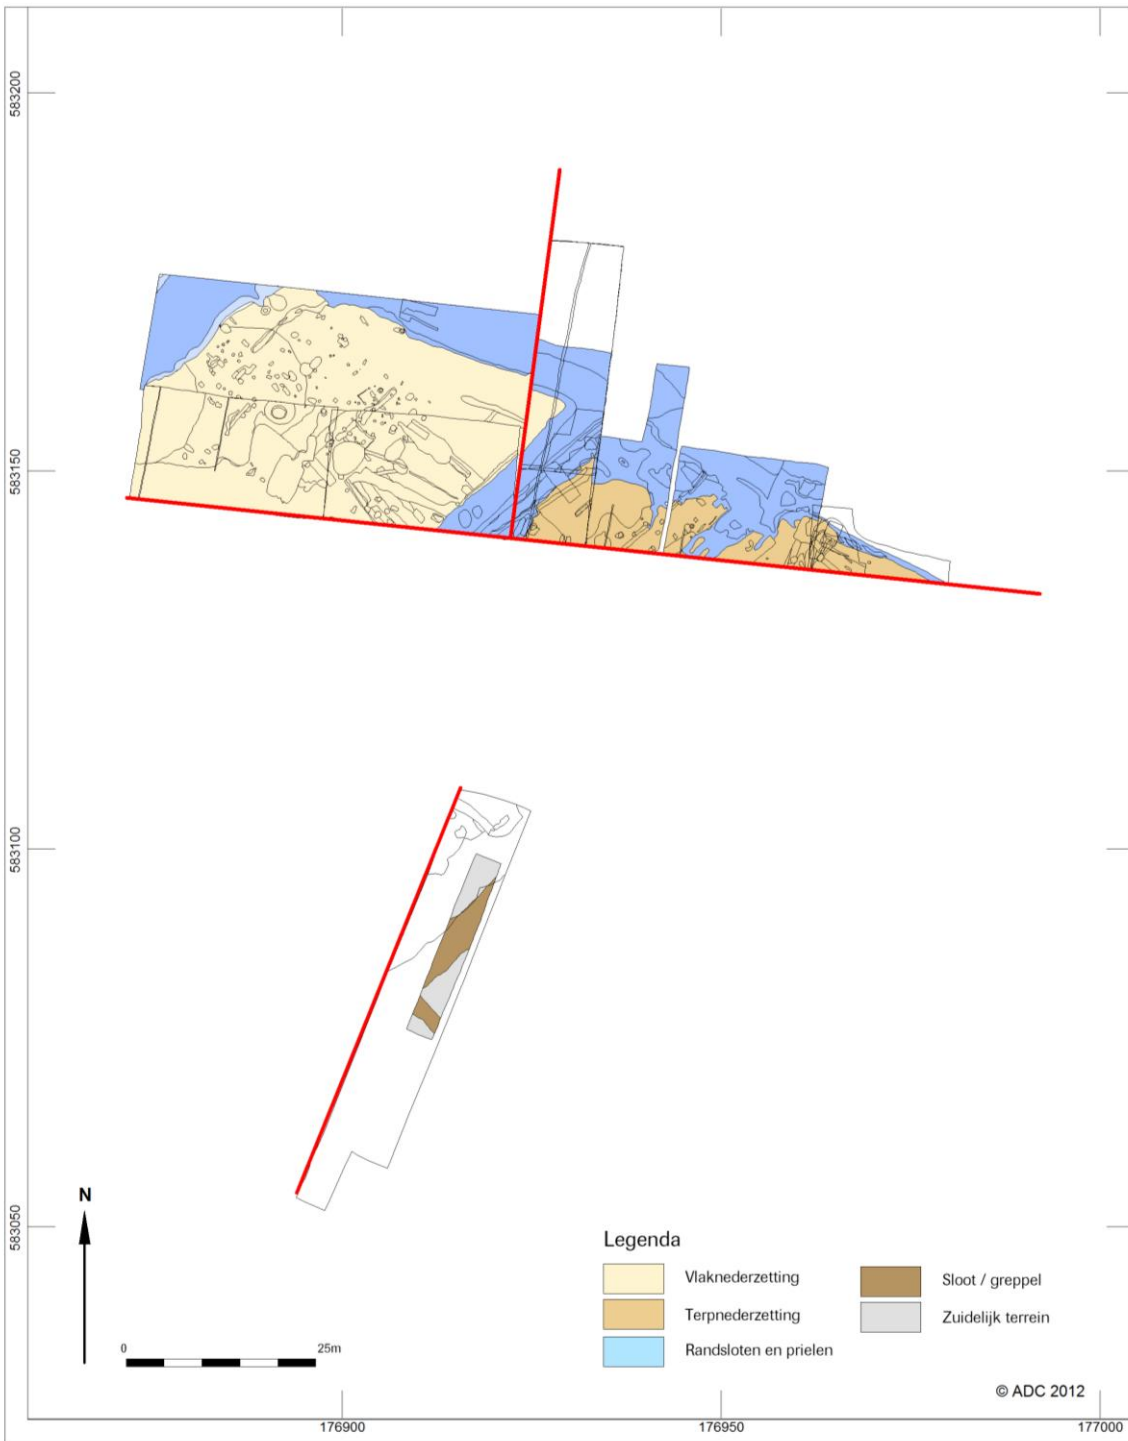 583200
583150
583100
583050
N
0 25m
Legenda
Vlaknederzetting
Terpnederzetting
Randsloten en prielen
Sloot / greppel
Zuidelijk terrein
© ADC 2012
176900 176950 177000